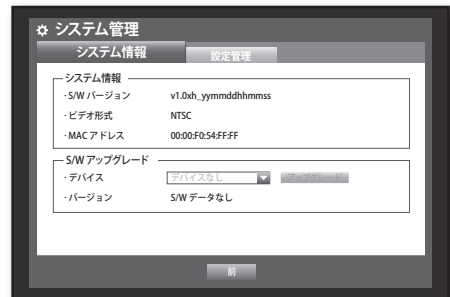 システム管理
システム情報 設定管理
システム情報
·S/W バージョン v1.0xh_yymmddhhmmss
·ビデオ形式 NTSC
·MAC アドレス 00:00:F0:54:FF:FF
S/W アップグレード
·デバイス デバイスなし アップグレード
·バージョン S/W データなし
前